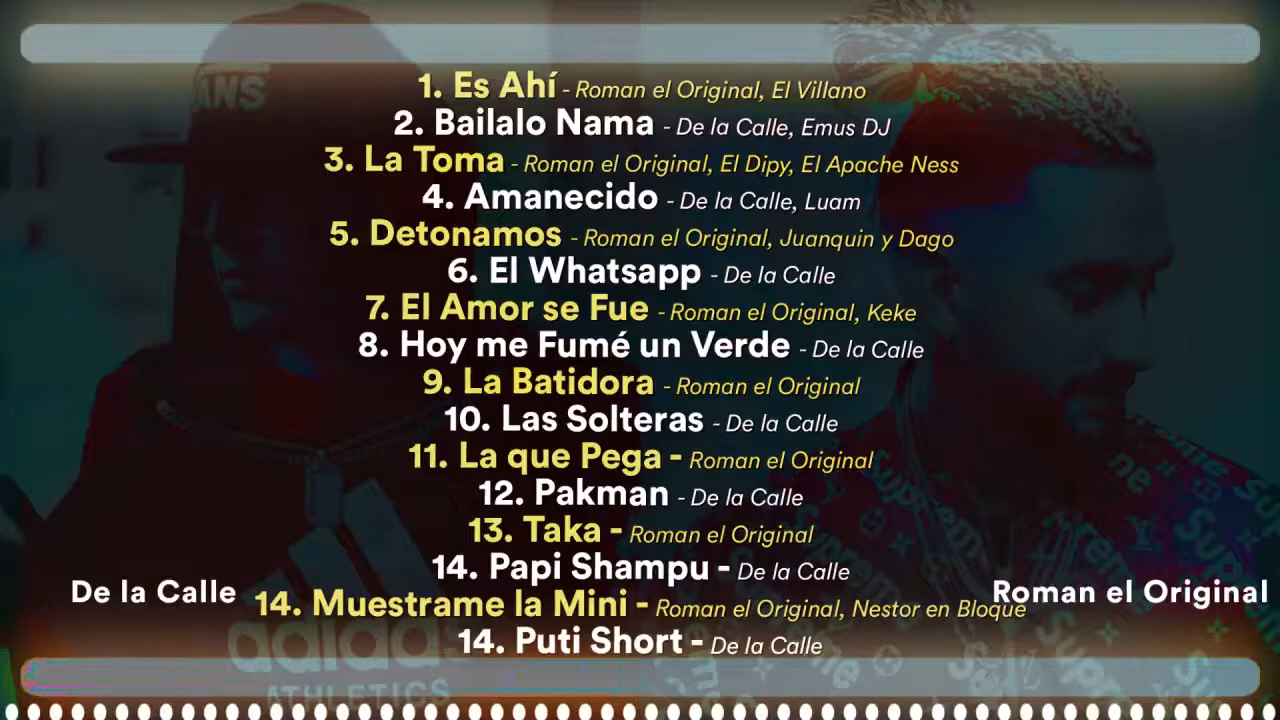 ANS
1. Es Ahí - Roman el Original, El Villano
2. Bailalo Nama - De la Calle, Emus DJ
3. La Toma - Roman el Original, El Dipy, El Apache Ness
4. Amanecido - De la Calle, Luam
5. Detonamos - Roman el Original, Juanquin y Dago
6. El Whatsapp - De la Calle
7. El Amor se Fue - Roman el Original, Keke
8. Hoy me Fumé un Verde - De la Calle
9. La Batidora - Roman el Original
10. Las Solteras - De la Calle
11. La que Pega - Roman el Original
12. Pakman - De la Calle
13. Taka - Roman el Original
14. Papi Shampu - De la Calle
De la Calle
14. Muestrame la Mini - Roman el Original, Nestor en Bloque
Roman el Original
14. Puti Short - De la Calle
adidas
ATHLETICS